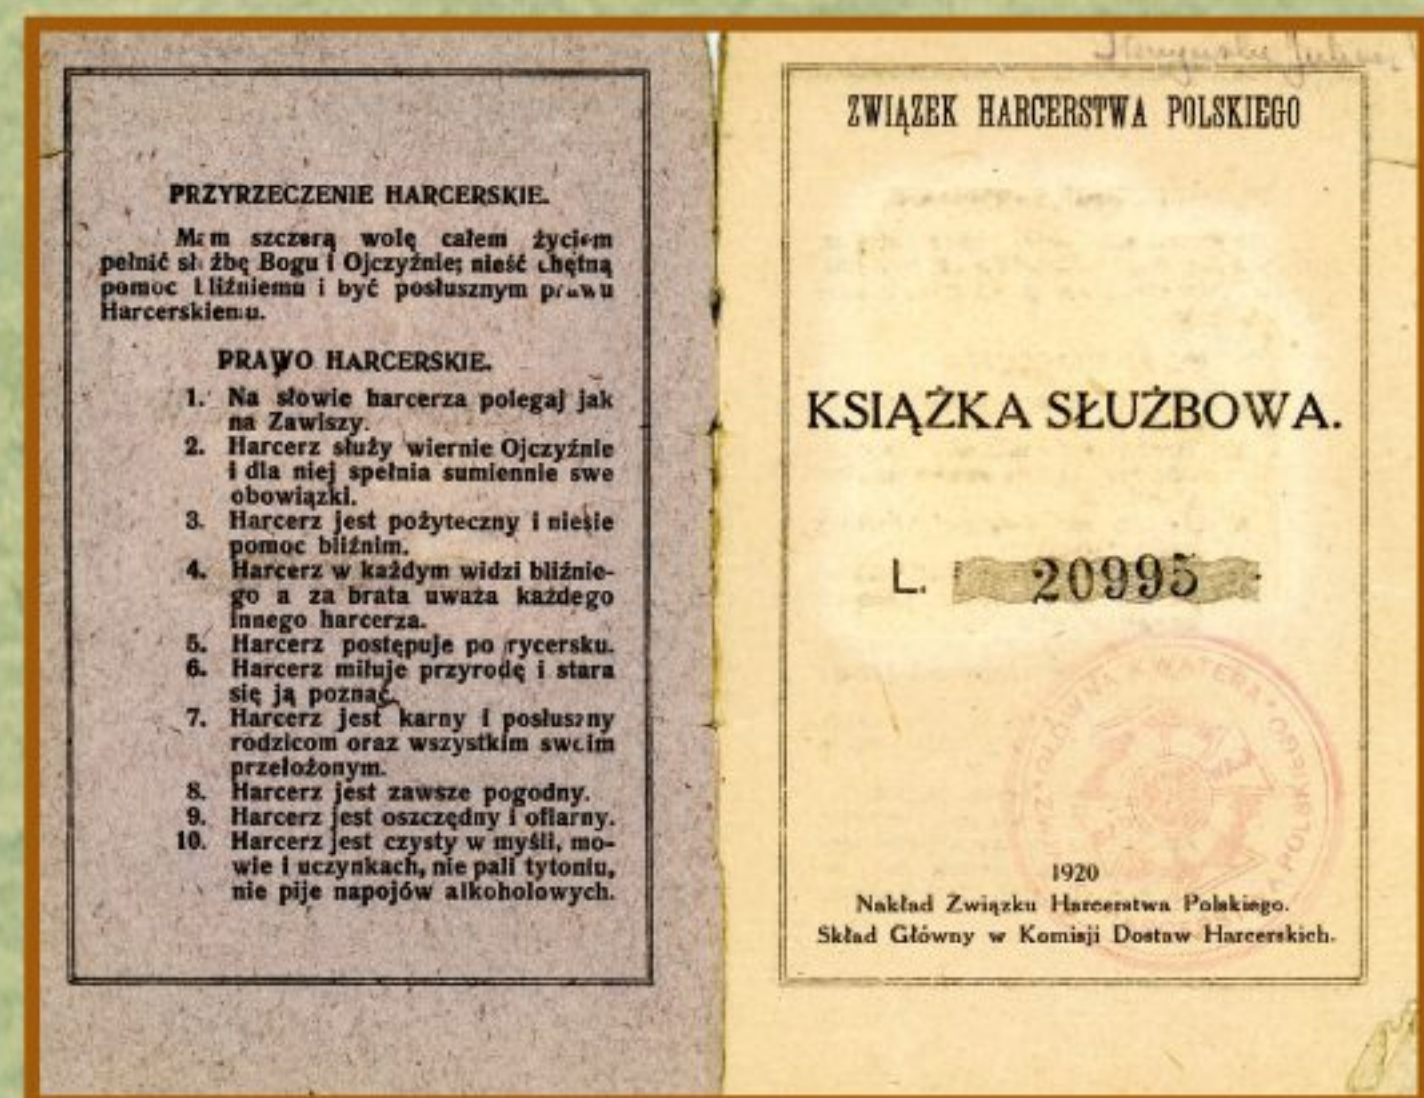 PRZYRZECZENIE HARCERSKIE.
Mam szczerą wolę całem życiem
pełnić służbę Bogu i Ojczyźnie; nieść chętną
pomoc bliźniemu i być posłusznym prawu
Harcerskiemu.
PRAWO HARCERSKIE.
1. Na słowie harcerza polegaj jak
na Zawiszy.
2. Harcerz służy wiernie Ojczyźnie
i dla niej spełnia sumiennie swe
obowiązki.
3. Harcerz jest pożyteczny i niesie
pomoc bliźnim.
4. Harcerz w każdym widzi bliźnie-
go a za brata uważa każdego
innego harcerza.
5. Harcerz postępuje po rycersku.
6. Harcerz miłuje przyrodę i stara
się ją poznać.
7. Harcerz jest karny i posłuszny
rodzicom oraz wszystkim swoim
przełożonym.
8. Harcerz jest zawsze pogodny.
9. Harcerz jest oszczędny i ofiarny.
10. Harcerz jest czysty w myśli, mo-
wie i uczynkach, nie pali tytoniu,
nie pije napojów alkoholowych.
ZWIĄZEK HARCERSTWA POLSKIEGO
KSIĄŻKA SŁUŻBOWA.
L. 20995
GŁÓWNA KWATERA
1920
Nakład Związku Harcerstwa Polskiego.
Skład Główny w Komisji Dostaw Harcerskich.